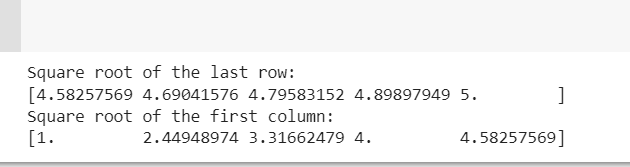 Square root of the last row:
[4.58257569 4.69041576 4.79583152 4.89897949 5.        ]
Square root of the first column:
[1.         2.44948974 3.31662479 4.         4.58257569]